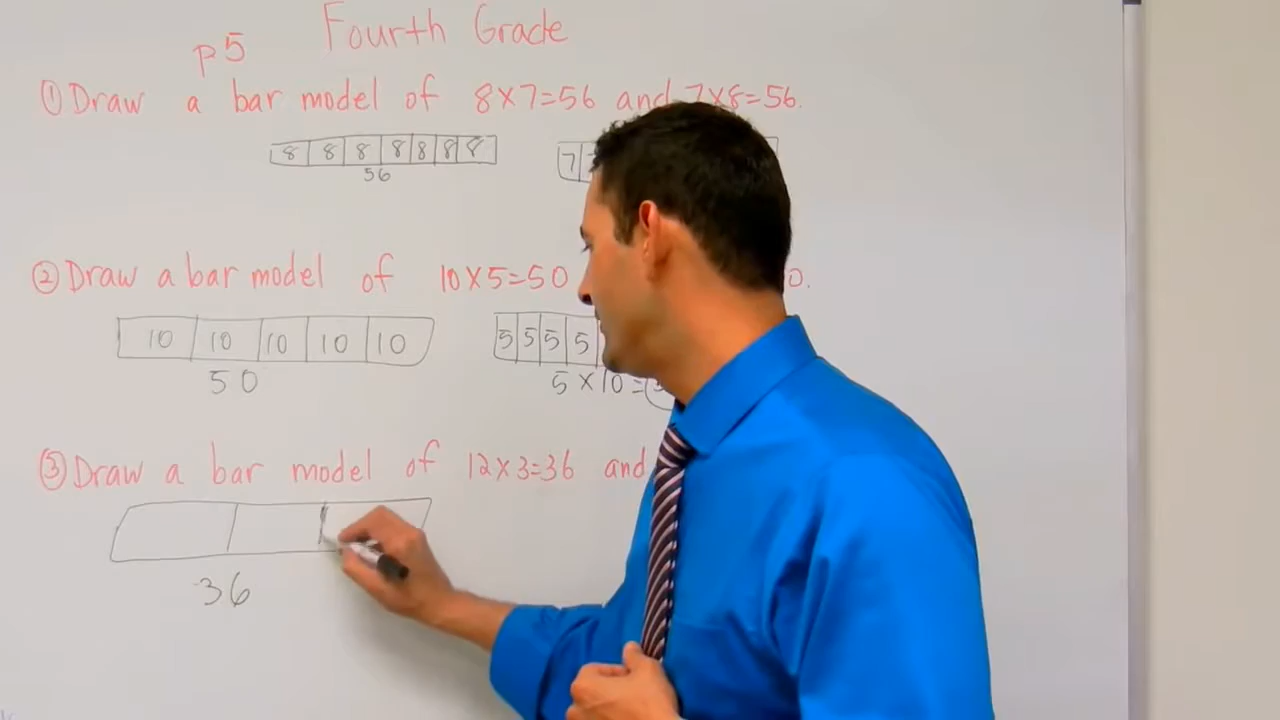 p5 Fourth Grade
① Draw a bar model of 8×7=56 and 7×8=56.
8 8 8 8 8 8 8 7
56
② Draw a bar model of 10×5=50 0.
10 10 10 10 10 5 5 5 5
50 5×10=
③ Draw a bar model of 12×3=36 and
36